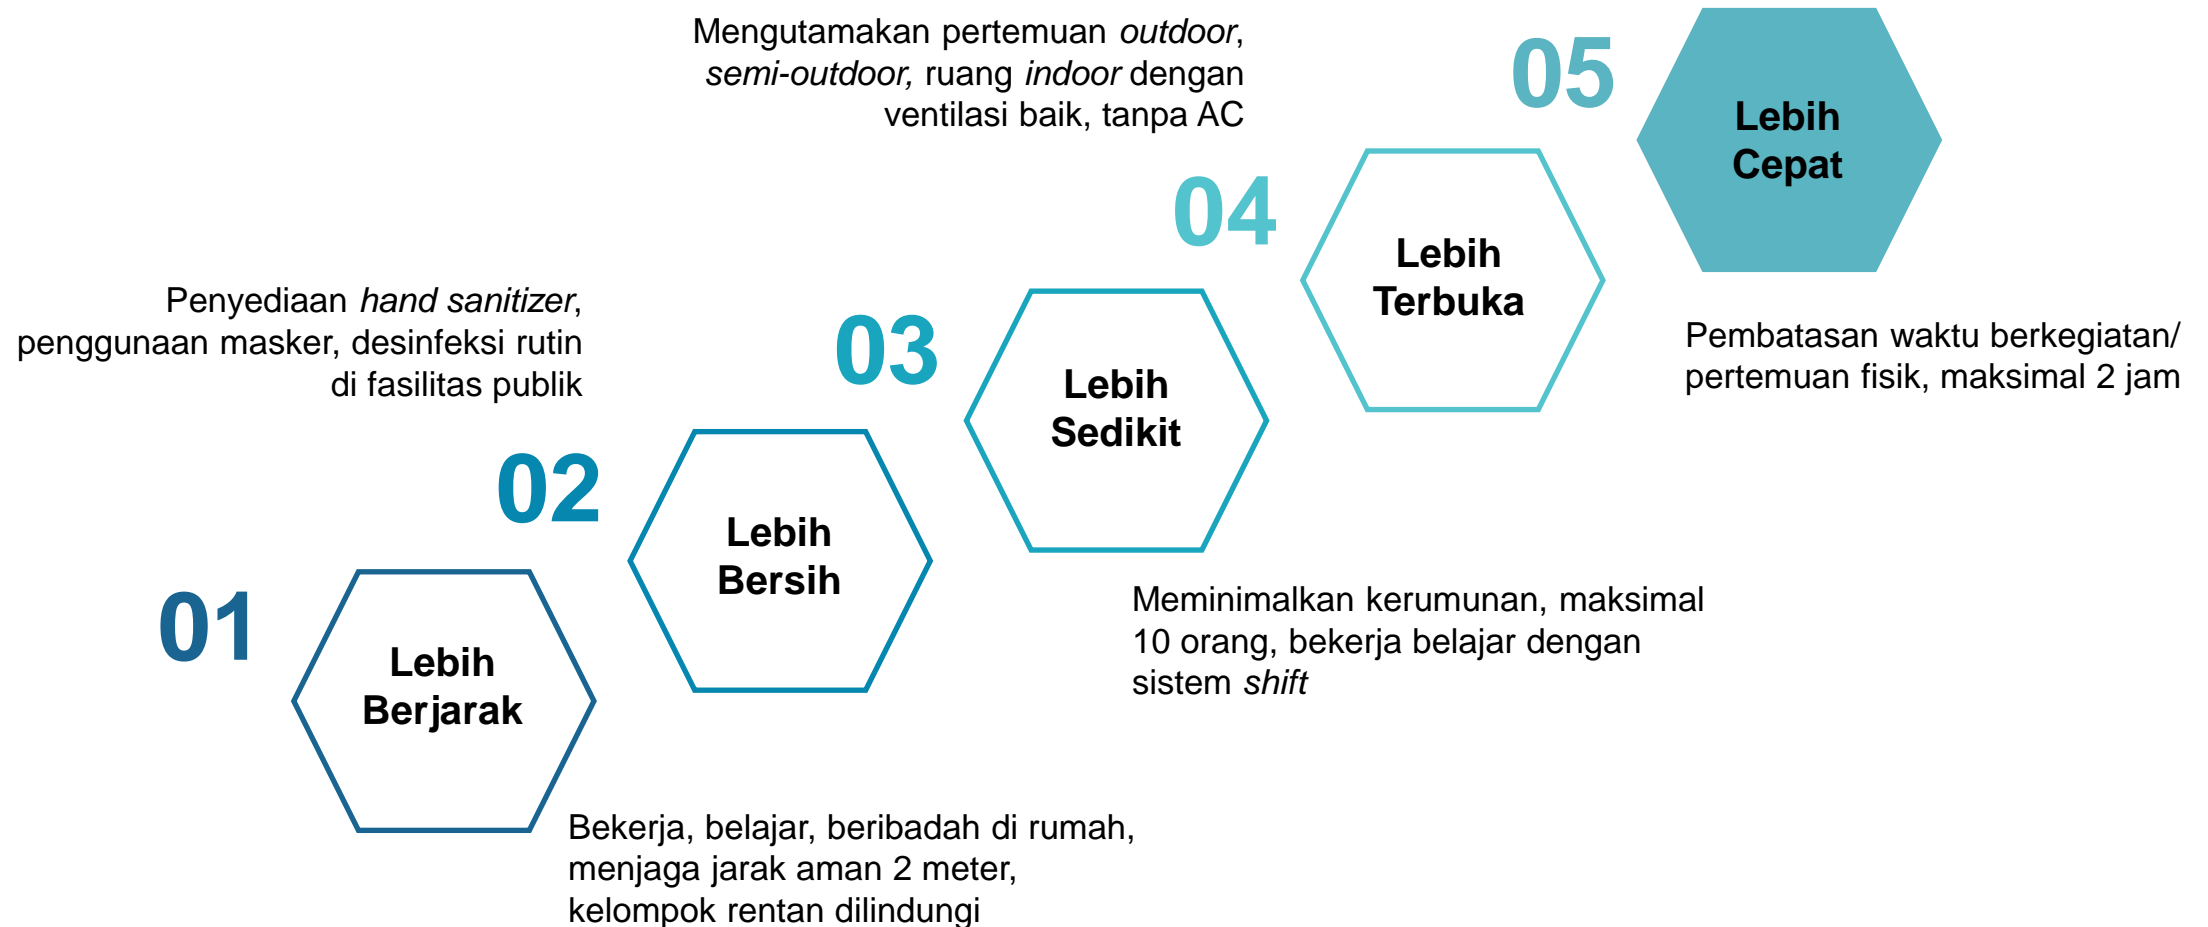 01
Lebih
Berjarak
Bekerja, belajar, beribadah di rumah,
menjaga jarak aman 2 meter,
kelompok rentan dilindungi
02
Lebih
Bersih
Penyediaan hand sanitizer,
penggunaan masker, desinfeksi rutin
di fasilitas publik
03
Lebih
Sedikit
Meminimalkan kerumunan, maksimal
10 orang, bekerja belajar dengan
sistem shift
04
Lebih
Terbuka
Mengutamakan pertemuan outdoor,
semi-outdoor, ruang indoor dengan
ventilasi baik, tanpa AC
05
Lebih
Cepat
Pembatasan waktu berkegiatan/
pertemuan fisik, maksimal 2 jam